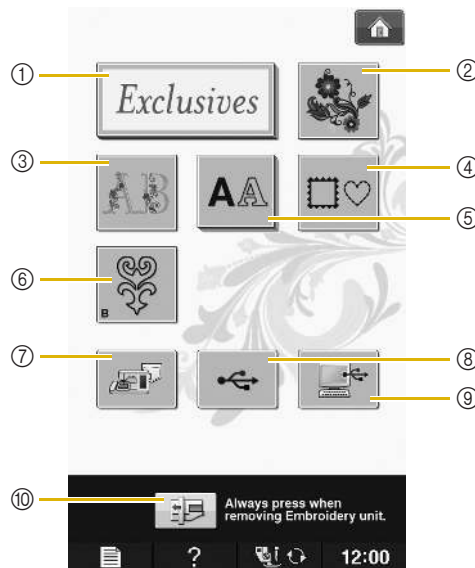 ①
Exclusives
②
③
AB
AA
④
⑤
⑥
B
⑦
⑧
⑨
⑩
Always press when
removing Embroidery unit.
?
12:00